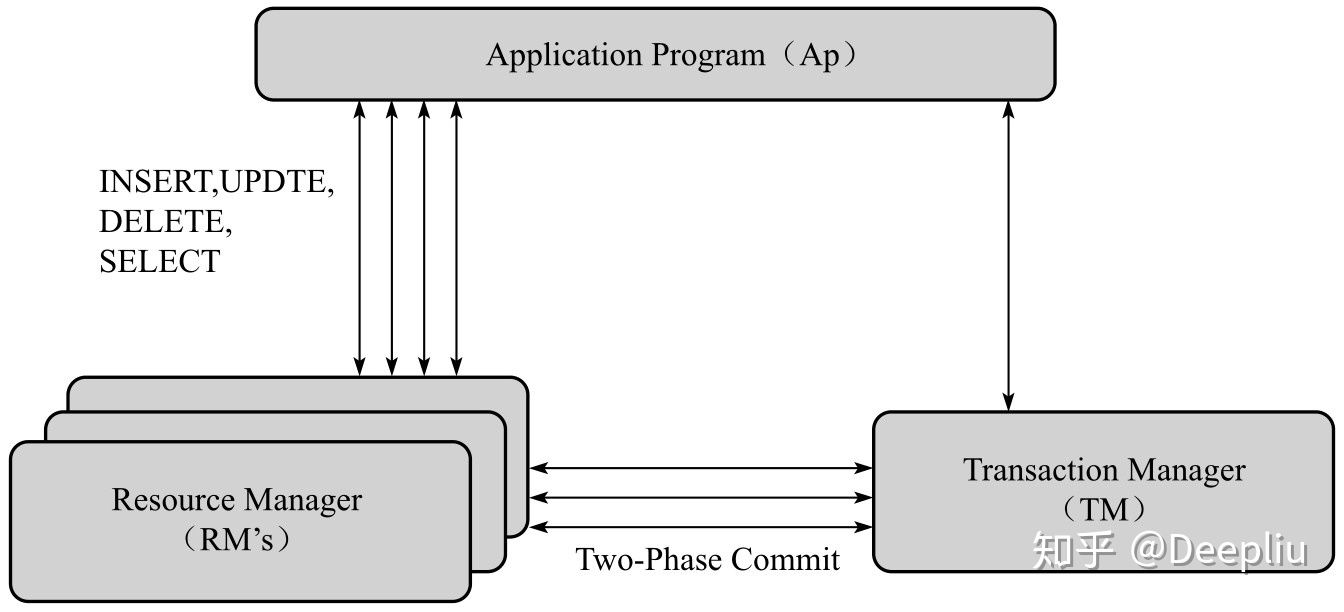 Application Program（Ap）
INSERT,UPDTE,
DELETE,
SELECT
Resource Manager
（RM’s）
Transaction Manager
（TM）
Two-Phase Commit
知乎 @Deepliu